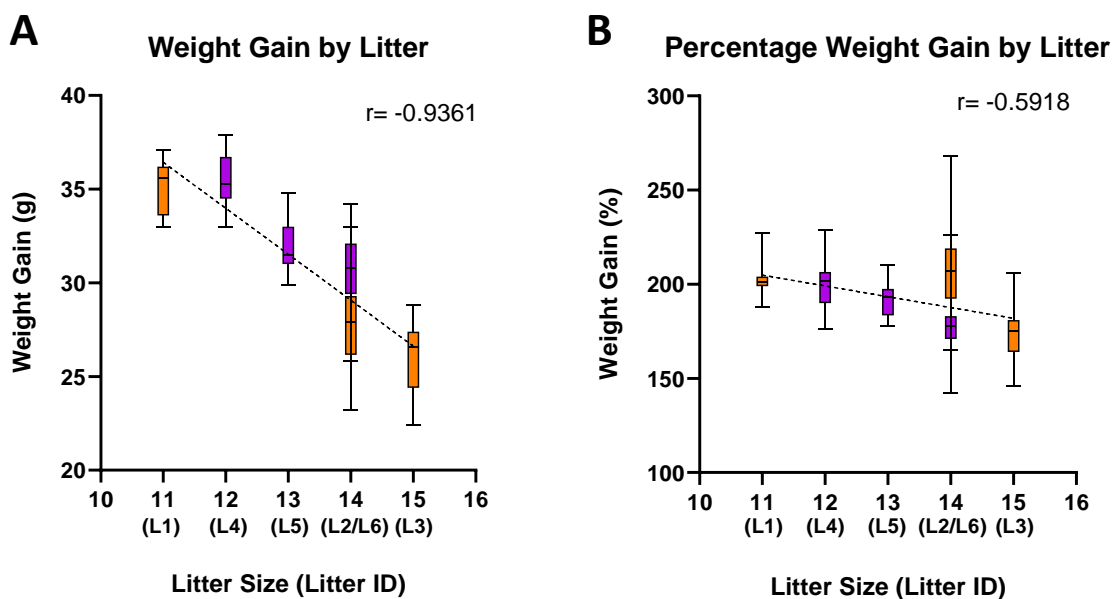 A
Weight Gain by Litter
r= -0.9361
Weight Gain (g)
40
35
30
25
20
10 11 12 13 14 15 16
(L1) (L4) (L5) (L2/L6) (L3)
Litter Size (Litter ID)
B
Percentage Weight Gain by Litter
r= -0.5918
Weight Gain (%)
300
250
200
150
100
10 11 12 13 14 15 16
(L1) (L4) (L5) (L2/L6) (L3)
Litter Size (Litter ID)